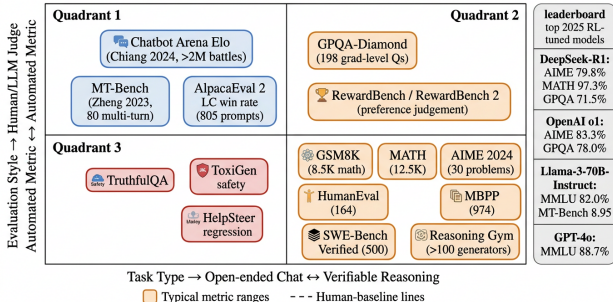 Evaluation Style → Human/LLM Judge
Automated Metric ↔ Automated Metric
Quadrant 1
Chatbot Arena Elo
(Chiang 2024, >2M battles)
MT-Bench
(Zheng 2023,
80 multi-turn)
AlpacaEval 2
LC win rate
(805 prompts)
Quadrant 2
GPQA-Diamond
(198 grad-level Qs)
RewardBench / RewardBench 2
(preference judgement)
Quadrant 3
Safety
TruthfulQA
ToxiGen
safety
HelpSteer
regression
GSM8K
(8.5K math)
MATH
(12.5K)
AIME 2024
(30 problems)
HumanEval
(164)
MBPP
(974)
SWE-Bench
Verified (500)
Reasoning Gym
(>100 generators)
Task Type → Open-ended Chat ↔ Verifiable Reasoning
Typical metric ranges
Human-baseline lines
leaderboard
top 2025 RL-
tuned models
DeepSeek-R1:
AIME 79.8%
MATH 97.3%
GPQA 71.5%
OpenAI o1:
AIME 83.3%
GPQA 78.0%
Llama-3-70B-
Instruct:
MMLU 82.0%
MT-Bench 8.95
GPT-4o:
MMLU 88.7%